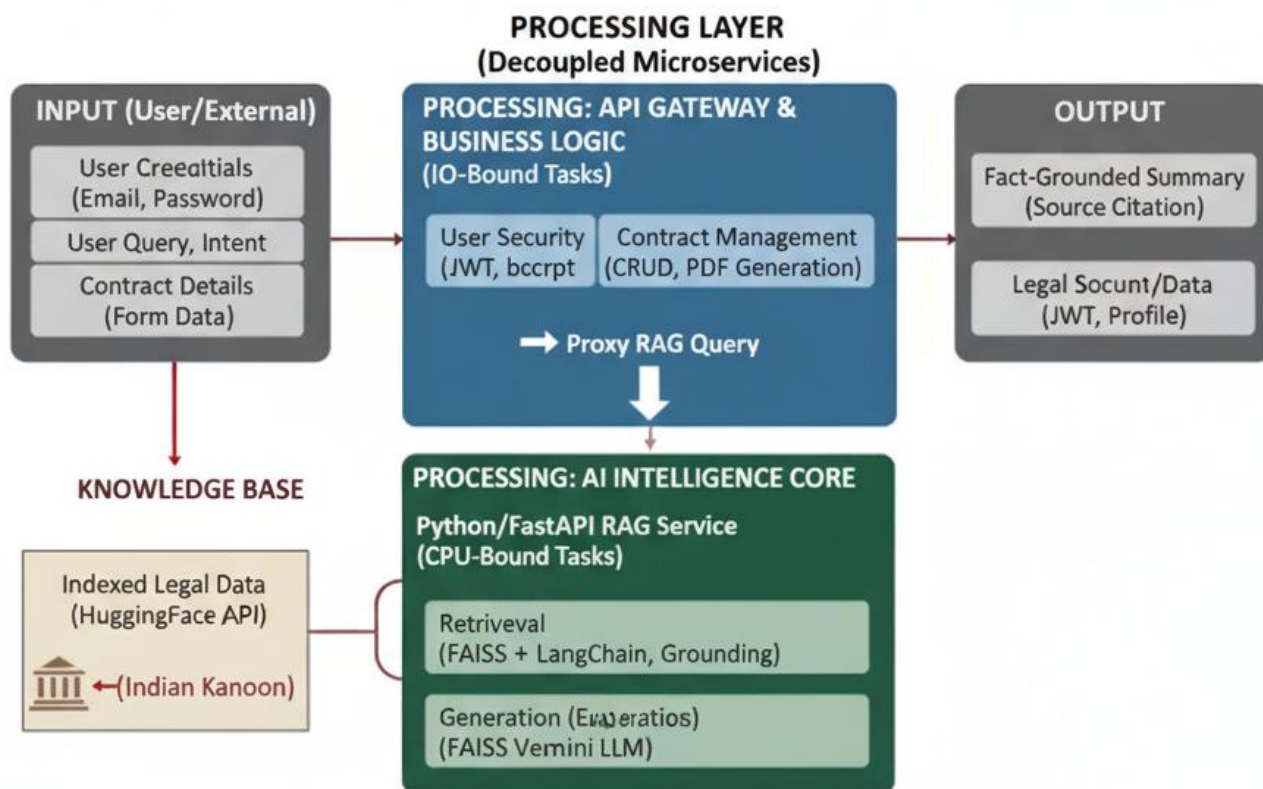 PROCESSING LAYER
(Decoupled Microservices)
INPUT (User/External)
User Creeattials
(Email, Password)
User Query, Intent
Contract Details
(Form Data)
PROCESSING: API GATEWAY &
BUSINESS LOGIC
(IO-Bound Tasks)
User Security
(JWT, bccrpt
Contract Management
(CRUD, PDF Generation)
→ Proxy RAG Query
OUTPUT
Fact-Grounded Summary
(Source Citation)
Legal Socunt/Data
(JWT, Profile)
KNOWLEDGE BASE
Indexed Legal Data
(HuggingFace API)
(Indian Kanoon)
PROCESSING: AI INTELLIGENCE CORE
Python/FastAPI RAG Service
(CPU-Bound Tasks)
Retriveval
(FAISS + LangChain, Grounding)
Generation
(FAISS Vemini LLM)